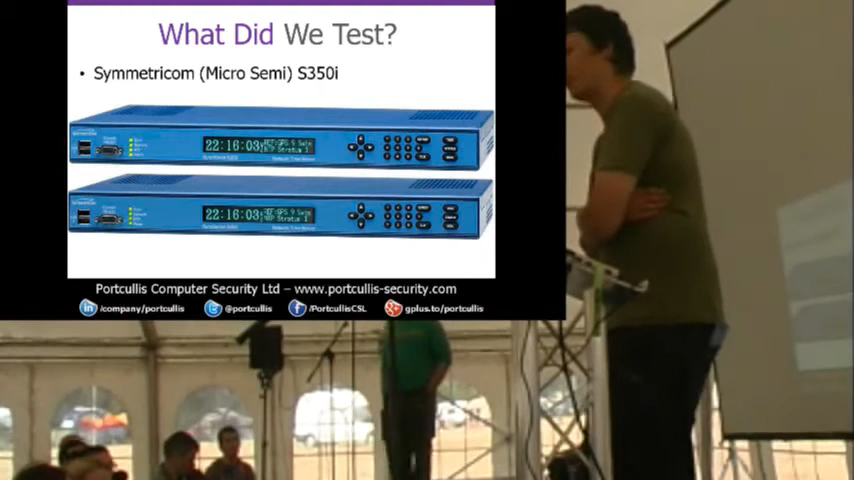 What Did We Test?
• Symmetricom (Micro Semi) S350i
22:16:03
22:16:03
Portcullis Computer Security Ltd – www.portcullis-security.com
/company/portcullis @portcullis /PortcullisCSL gplus.to/portcullis